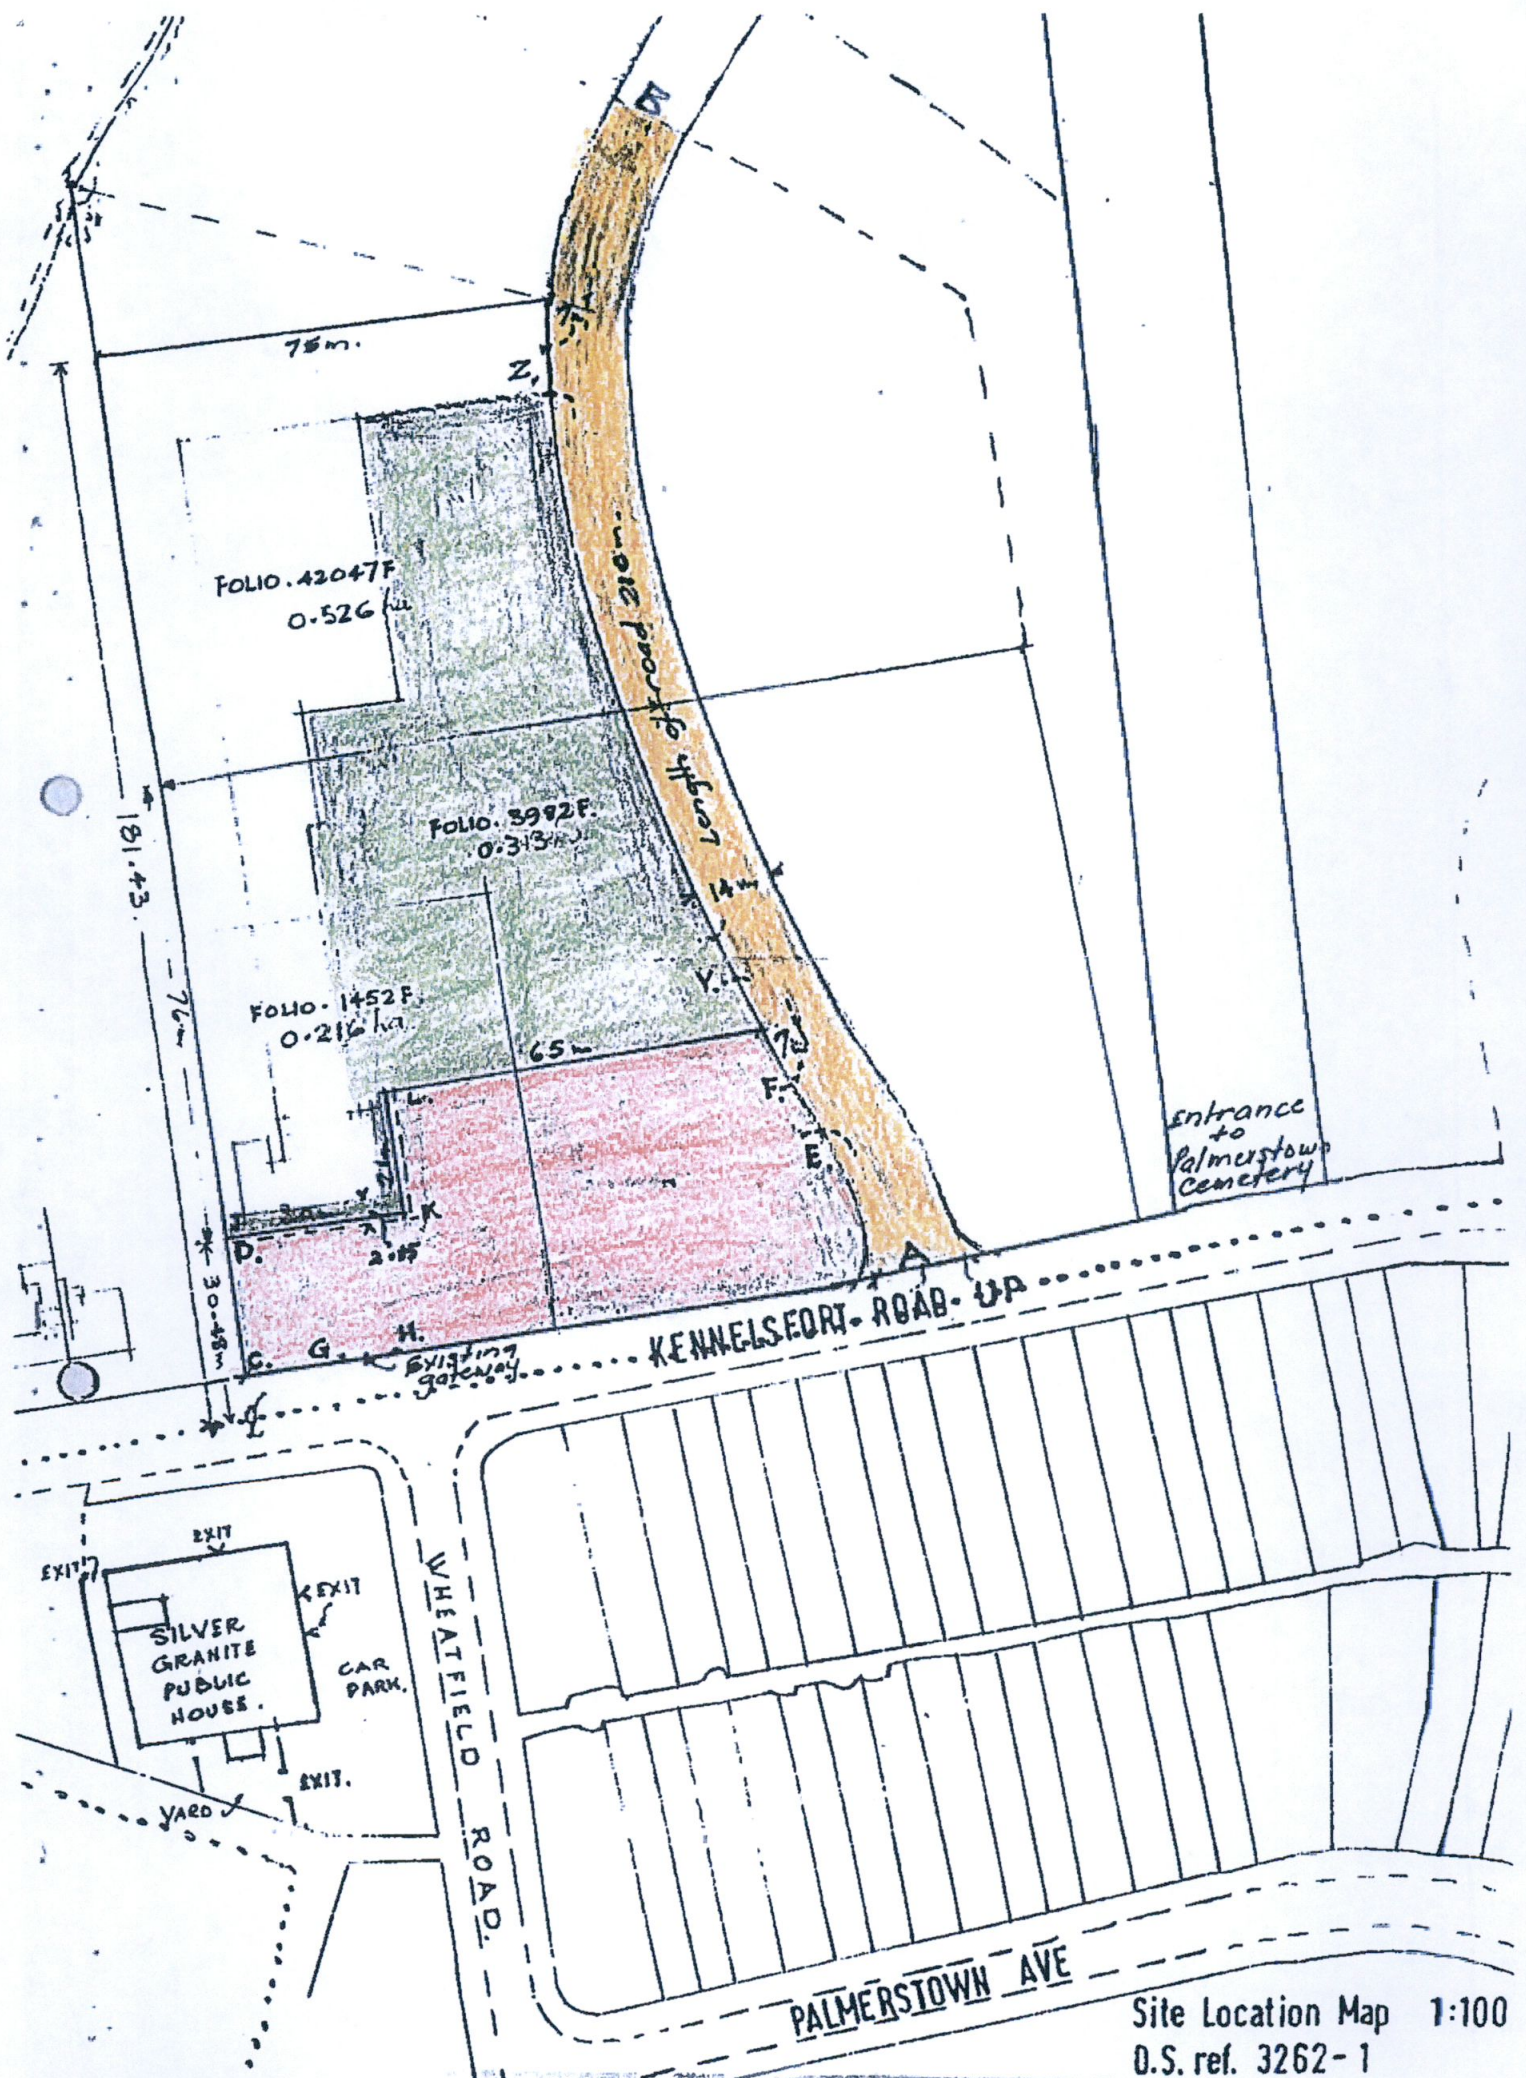 B
75m.
Z.
FOLIO. 42047F
0.526 ha
Length of road 210m.
181.43.
FOLIO. 3982F.
0.313
14m
Y.
76m
FOLIO. 1452F.
0.216 ha
65m
L.
F.
E.
Entrance
to
Palmerstown
Cemetery
K
D.
2.15
30.48m
A
KENNELSFORT. ROAD. UP
C.
G
H.
Existing
gateway
EXIT
EXIT
EXIT
SILVER
GRANITE
PUBLIC
HOUSE.
CAR
PARK.
WHEATFIELD ROAD.
EXIT.
YARD
PALMERSTOWN AVE
Site Location Map 1:100
O.S. ref. 3262-1